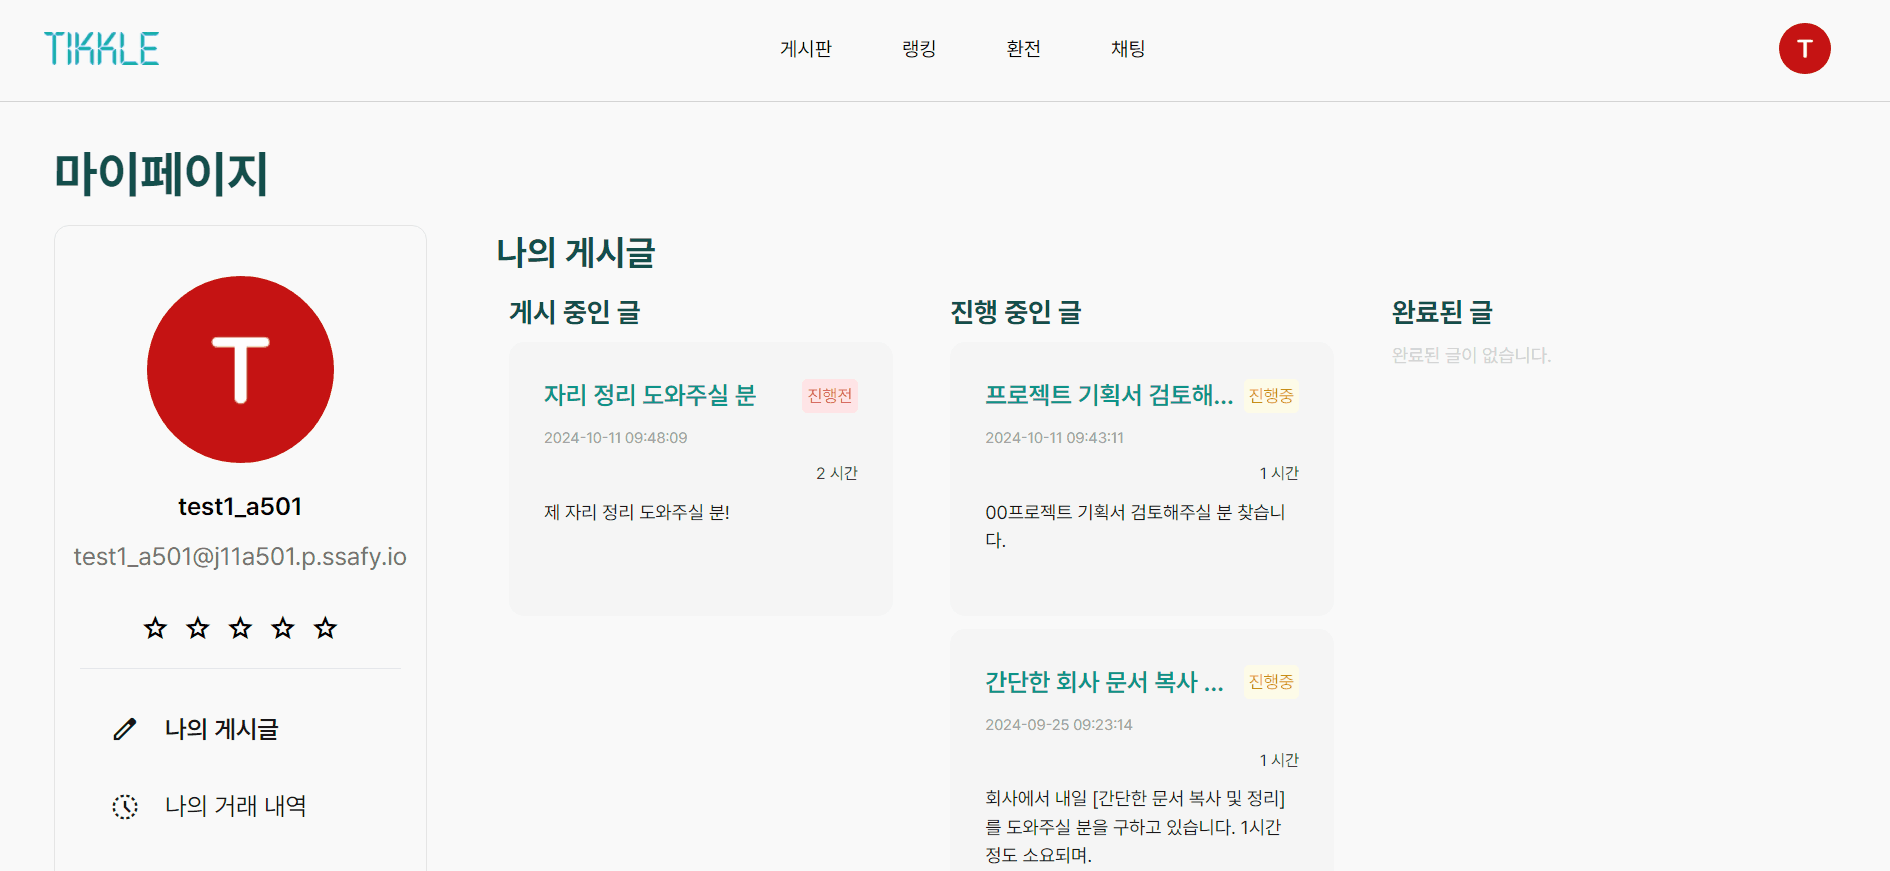 TIKKLE
게시판 랭킹 환전 채팅
T
마이페이지
T
test1_a501
test1_a501@j11a501.p.ssafy.io
나의 게시글
나의 거래 내역
나의 게시글
게시 중인 글
자리 정리 도와주실 분 진행전
2024-10-11 09:48:09
2 시간
제 자리 정리 도와주실 분!
진행 중인 글
프로젝트 기획서 검토해... 진행중
2024-10-11 09:43:11
1 시간
00프로젝트 기획서 검토해주실 분 찾습니
다.
간단한 회사 문서 복사 ... 진행중
2024-09-25 09:23:14
1 시간
회사에서 내일 [간단한 문서 복사 및 정리]
를 도와주실 분을 구하고 있습니다. 1시간
정도 소요되며,
완료된 글
완료된 글이 없습니다.